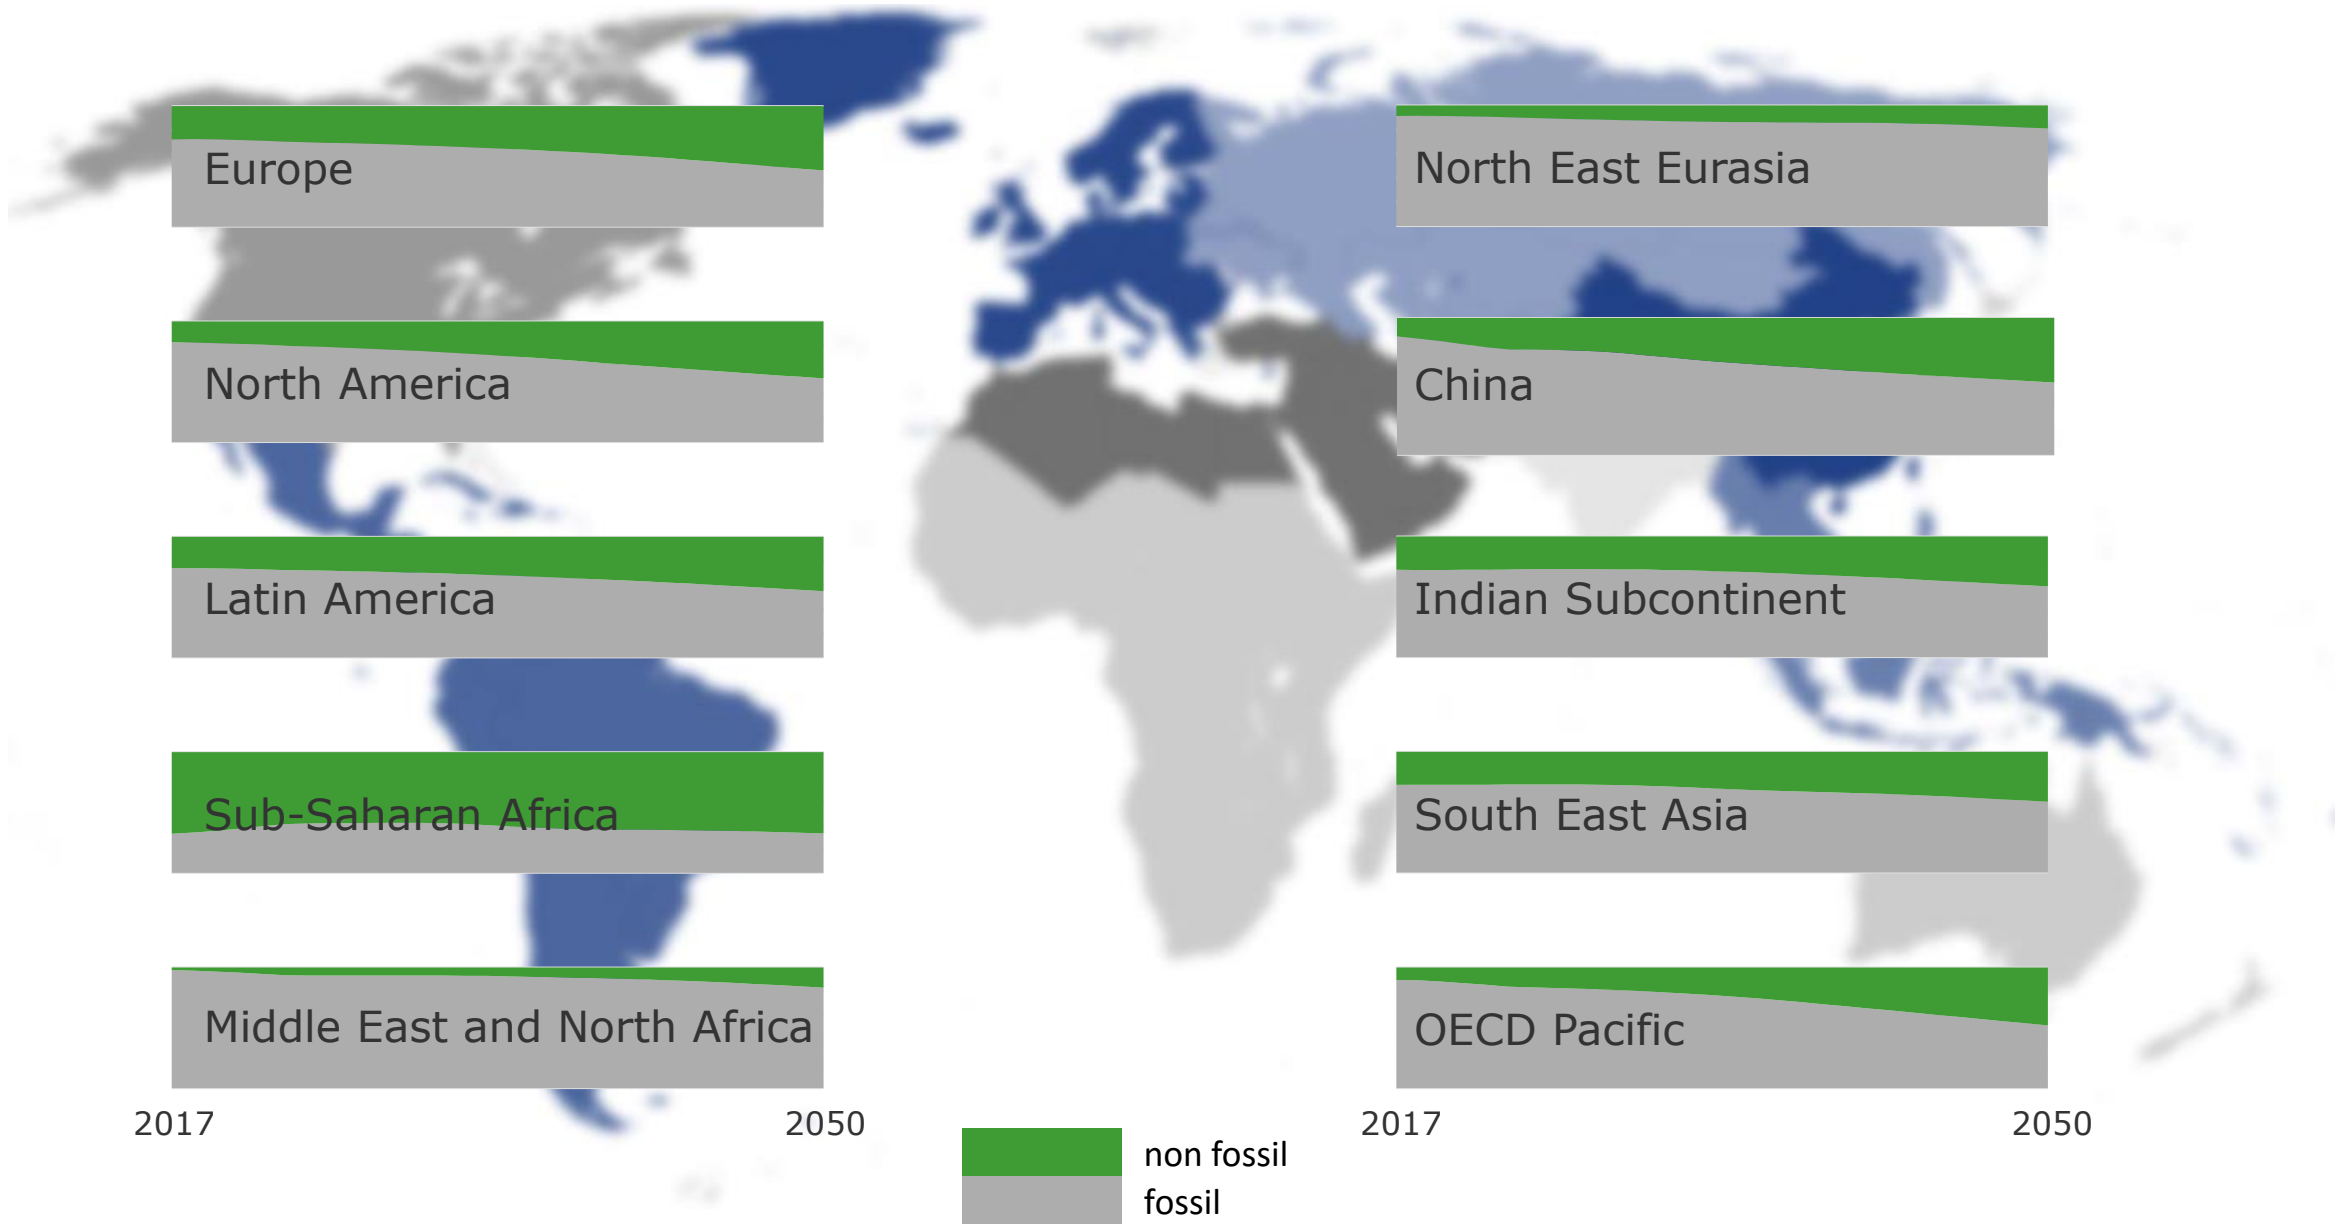 Europe
North America
Latin America
Sub-Saharan Africa
Middle East and North Africa
2017 2050
North East Eurasia
China
Indian Subcontinent
South East Asia
OECD Pacific
2017 2050
non fossil
fossil